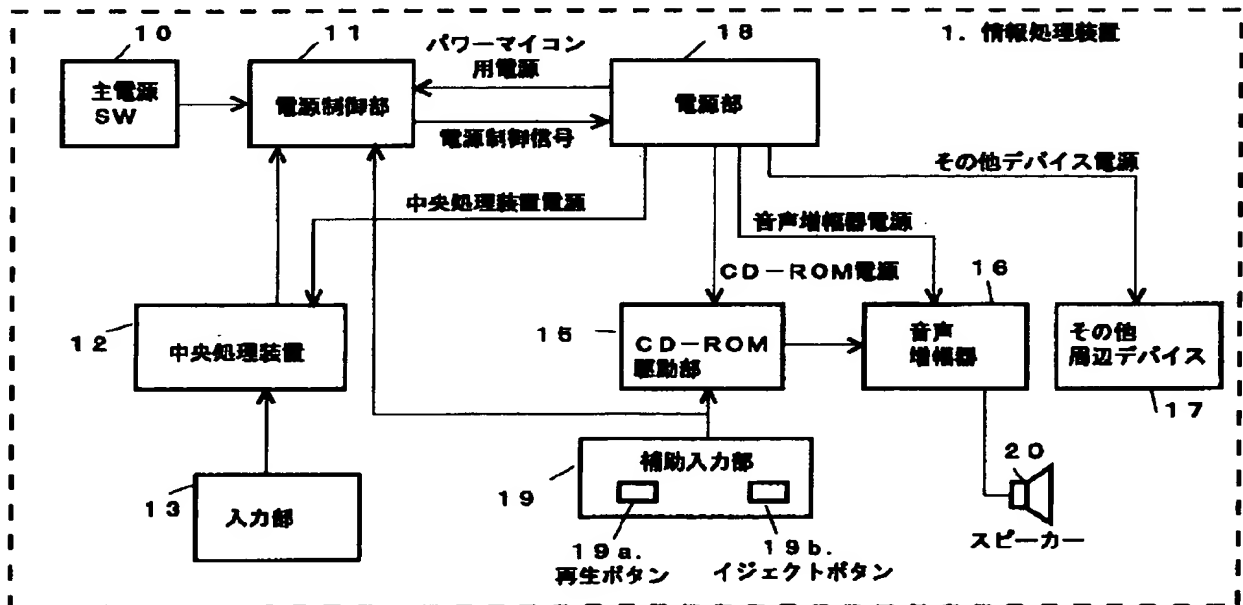 1. 情報処理装置
10
11
18
主電源
SW
電源制御部
パワーマイコン
用電源
電源制御信号
電源部
中央処理装置電源
その他デバイス電源
音声増幅器電源
CD-ROM電源
12
中央処理装置
15
CD-ROM
駆動部
16
音声
増幅器
その他
周辺デバイス
17
13
入力部
19
補助入力部
19a.
再生ボタン
19b.
イジェクトボタン
20
スピーカー